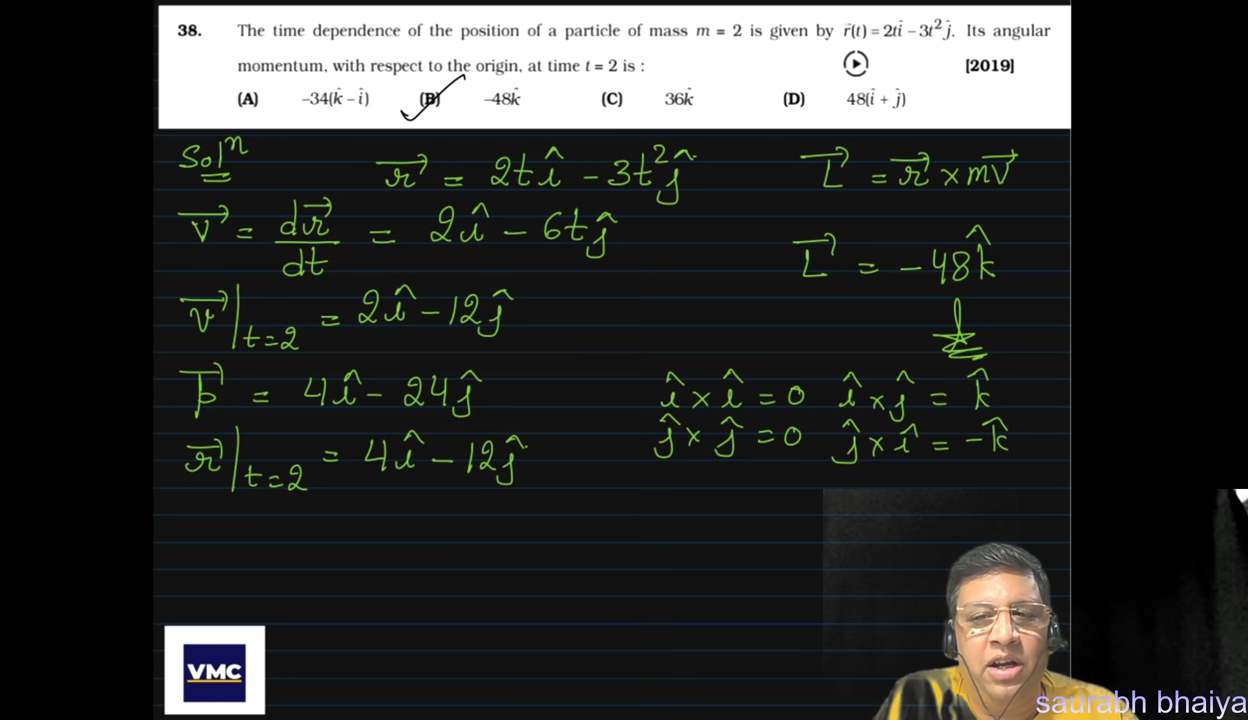 38. The time dependence of the position of a particle of mass m = 2 is given by r⃗(t) = 2tî − 3t²ĵ. Its angular
momentum, with respect to the origin, at time t = 2 is : [2019]
(A) −34(k̂ − î) (B) −48k̂ (C) 36k̂ (D) 48(î + ĵ)
Solⁿ
r⃗ = 2tî − 3t²ĵ
L⃗ = r⃗ × mv⃗
v⃗ = dr⃗/dt = 2î − 6tĵ
L⃗ = −48k̂
v⃗|t=2 = 2î − 12ĵ
p⃗ = 4î − 24ĵ
î × î = 0 î × ĵ = k̂
ĵ × ĵ = 0 ĵ × î = −k̂
r⃗|t=2 = 4î − 12ĵ
VMC
saurabh bhaiya